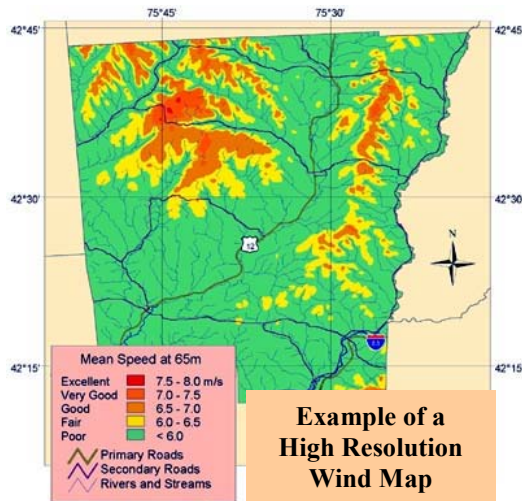 75°45' 75°30'
42°45' 42°45'
42°30' 42°30'
12
N
42°15' 42°15'
Mean Speed at 65m
Excellent 7.5 - 8.0 m/s
Very Good 7.0 - 7.5
Good 6.5 - 7.0
Fair 6.0 - 6.5
Poor < 6.0
Primary Roads
Secondary Roads
Rivers and Streams
Example of a
High Resolution
Wind Map